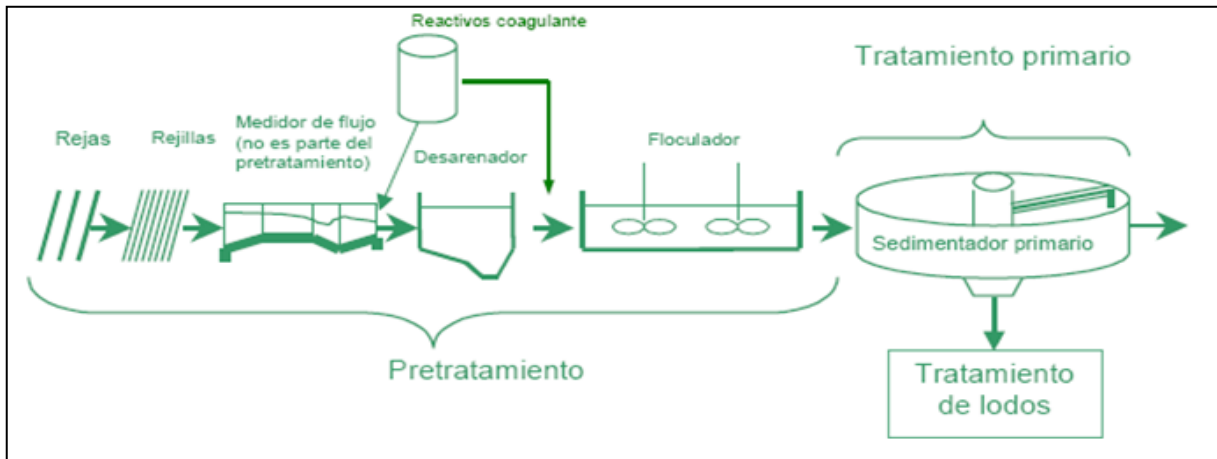 Reactivos coagulante
Tratamiento primario
Rejas
Rejillas
Medidor de flujo
(no es parte del
pretratamiento)
Desarenador
Floculador
Sedimentador primario
Pretratamiento
Tratamiento
de lodos